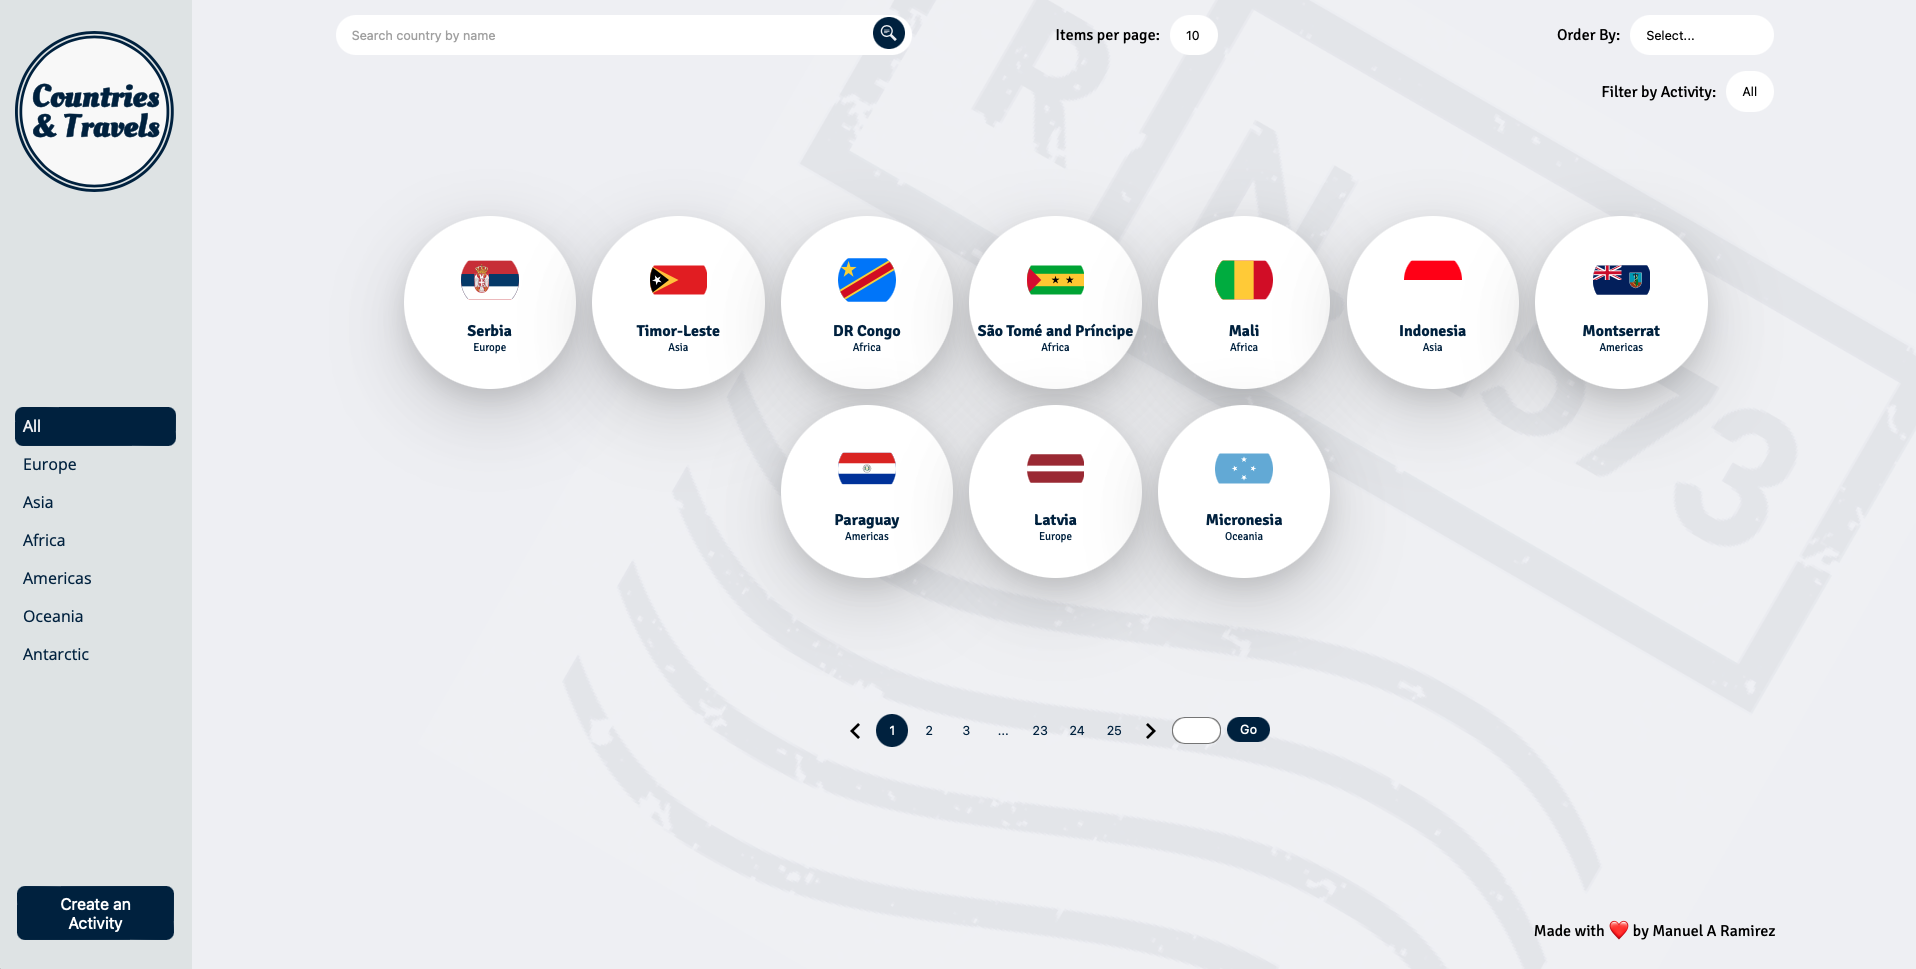 Countries
& Travels
All
Europe
Asia
Africa
Americas
Oceania
Antarctic
Create an
Activity
Search country by name
Items per page:
10
Order By:
Select...
Filter by Activity:
All
Serbia
Europe
Timor-Leste
Asia
DR Congo
Africa
São Tomé and Príncipe
Africa
Mali
Africa
Indonesia
Asia
Montserrat
Americas
Paraguay
Americas
Latvia
Europe
Micronesia
Oceania
1 2 3 ... 23 24 25
Go
Made with ❤️ by Manuel A Ramirez